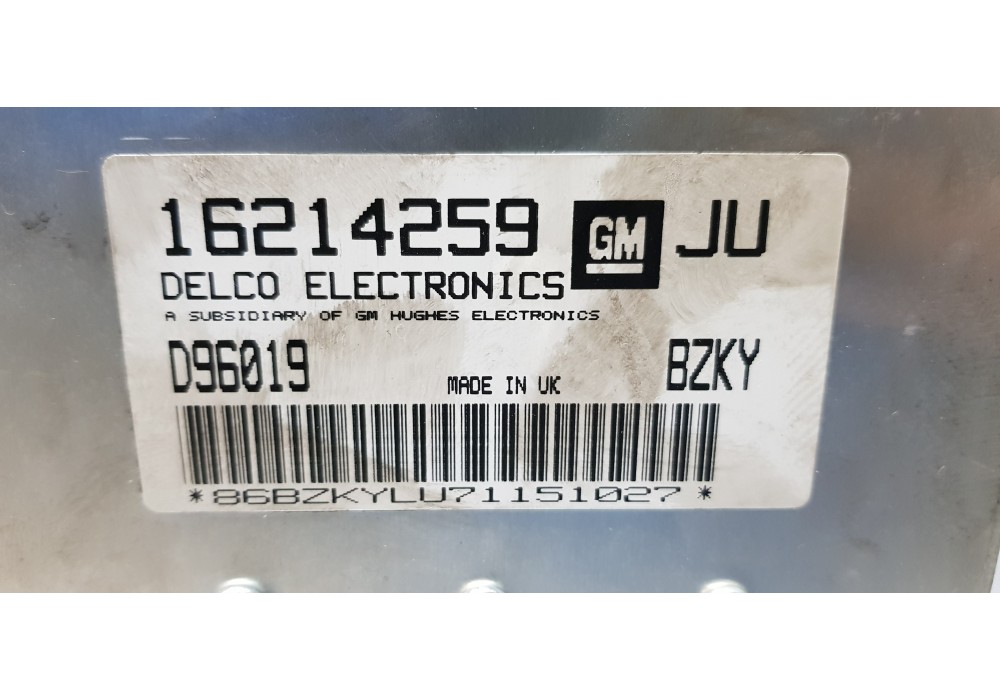 16214259 GM JU
DELCO ELECTRONICS
A SUBSIDIARY OF GM HUGHES ELECTRONICS
D96019 MADE IN UK BZKY
*86BZKYLU71151027*